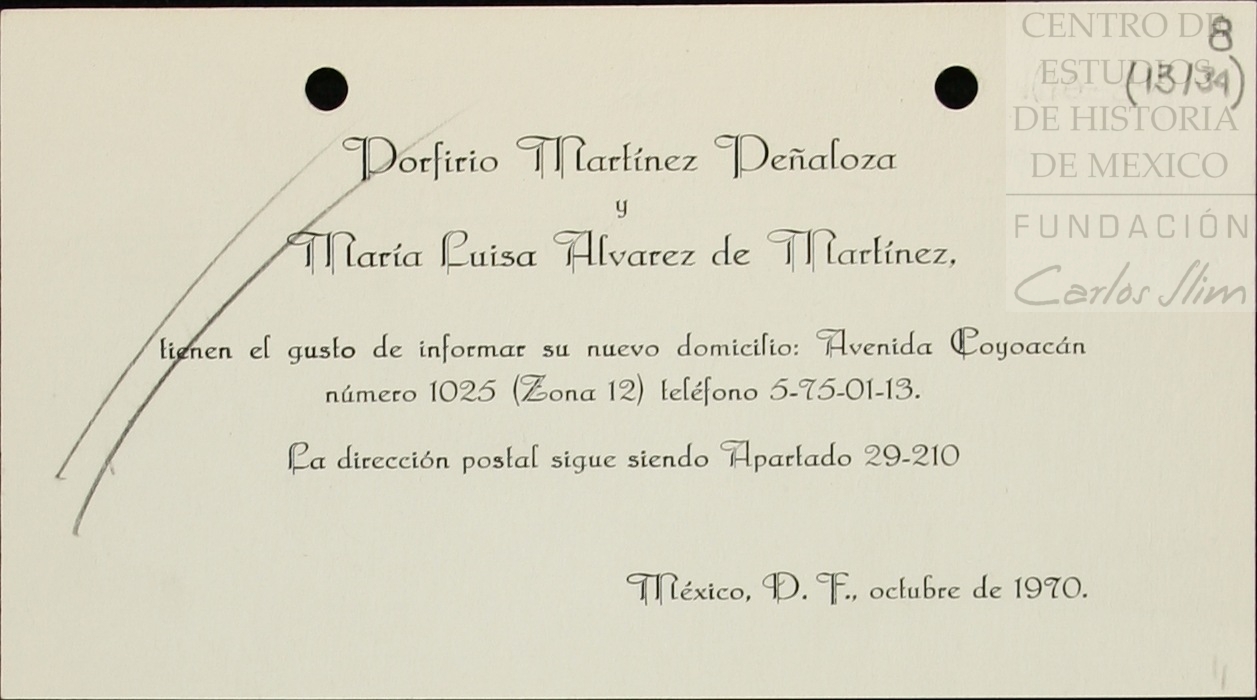 CENTRO DE
ESTUDIOS
DE HISTORIA
DE MEXICO
FUNDACIÓN
Carlos Slim
8
(13/34)
Porfirio Martínez Peñaloza
y
María Luisa Alvarez de Martínez,
tienen el gusto de informar su nuevo domicilio: Avenida Coyoacán
número 1025 (Zona 12) teléfono 5-75-01-13.
La dirección postal sigue siendo Apartado 29-210
México, D. F., octubre de 1970.